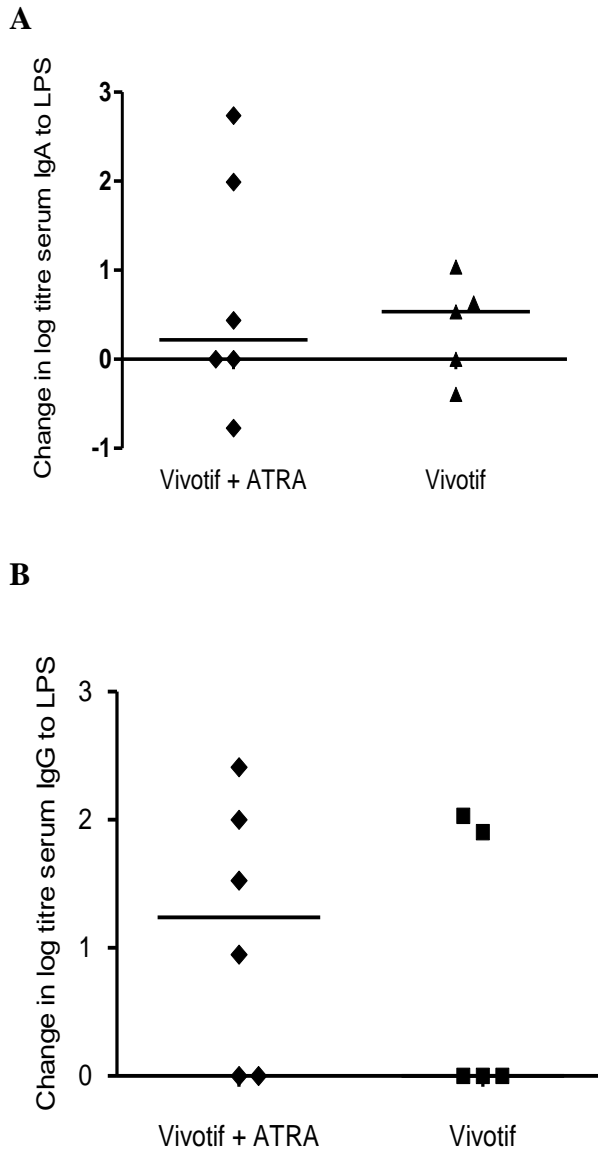 A
Change in log titre serum IgA to LPS
3
2
1
0
-1
Vivotif + ATRA
Vivotif
B
Change in log titre serum IgG to LPS
3
2
1
0
Vivotif + ATRA
Vivotif